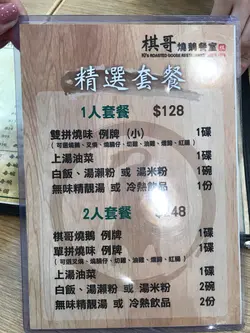 棋哥燒鵝餐室
精選套餐
1人套餐 $128
雙拼燒味 例牌 (小) 1碟
上湯油菜 1碟
白飯、湯瀨粉 或 湯米粉 1碗
無味精靚湯 或 冷熱飲品 1份
2人套餐 48
棋哥燒鵝 例牌 1碟
單拼燒味 例牌 1碟
上湯油菜 1碟
白飯、湯瀨粉 或 湯米粉 2碗
無味精靚湯 或 冷熱飲品 2份